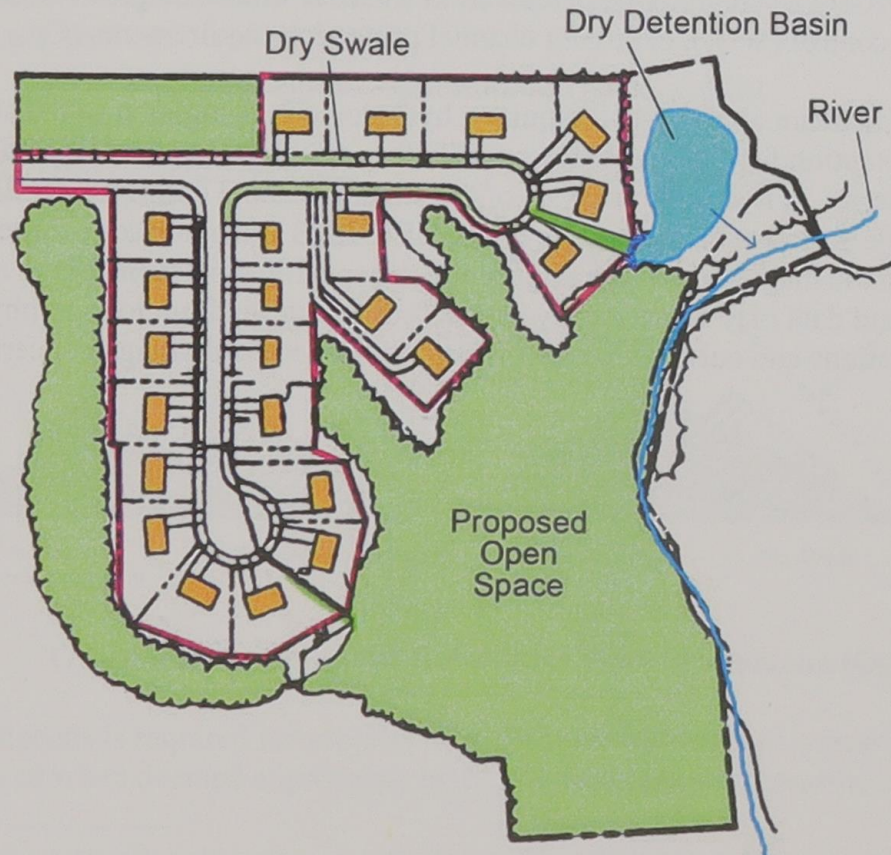 Dry Detention Basin
Dry Swale
River
Proposed
Open
Space